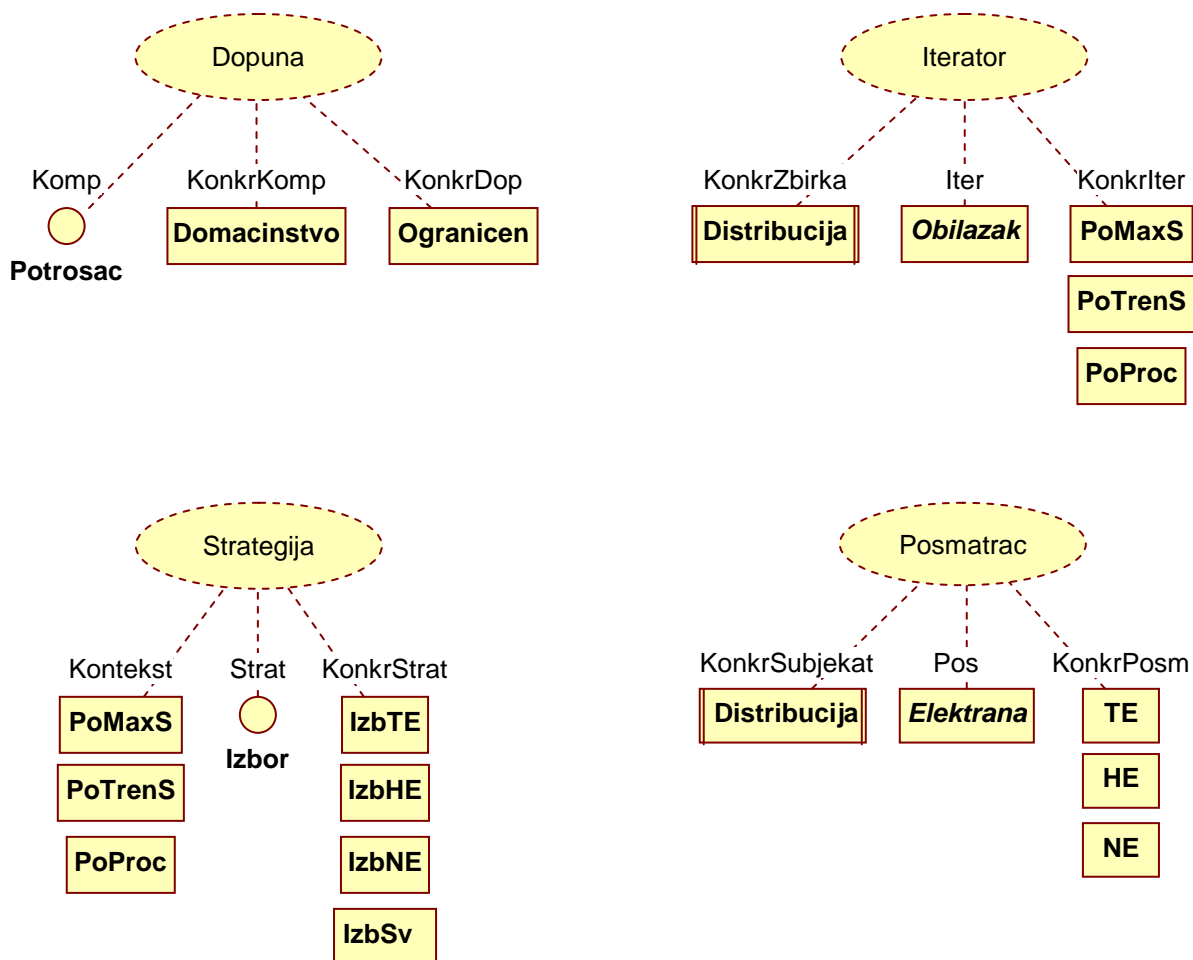 Dopuna
Komp
KonkrKomp
KonkrDop
Potrosac
Domacinstvo
Ogranicen
Iterator
KonkrZbirka
Iter
KonkrIter
Distribucija
Obilazak
PoMaxS
PoTrenS
PoProc
Strategija
Kontekst
Strat
KonkrStrat
PoMaxS
PoTrenS
PoProc
Izbor
IzbTE
IzbHE
IzbNE
IzbSv
Posmatrac
KonkrSubjekat
Pos
KonkrPosm
Distribucija
Elektrana
TE
HE
NE